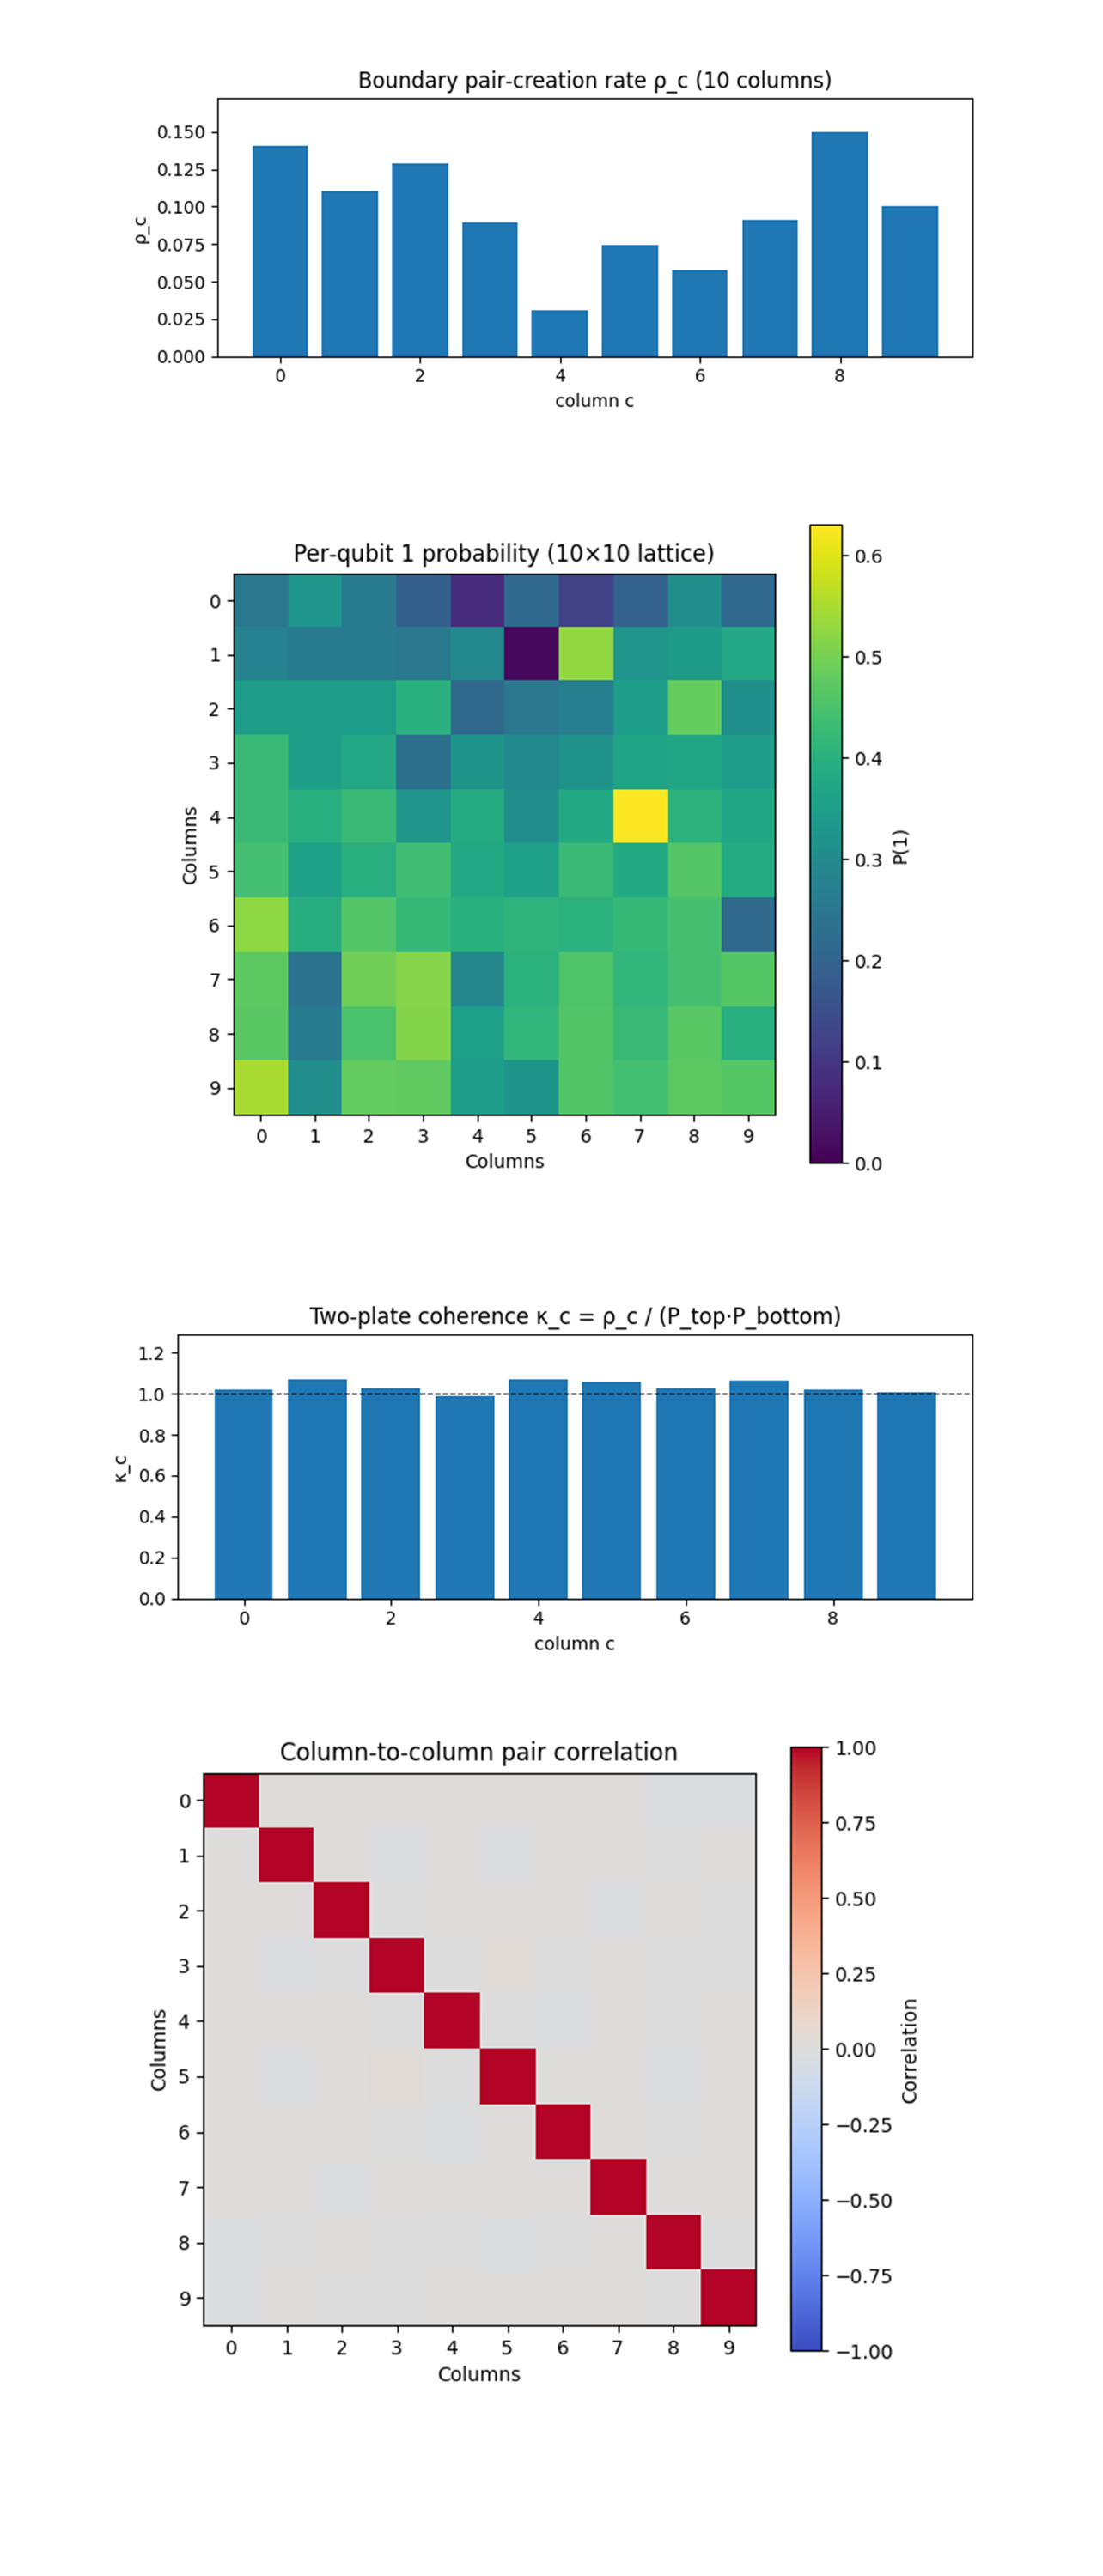 Boundary pair-creation rate ρ_c (10 columns)
0.150
0.125
0.100
0.075
0.050
0.025
0.000
ρ_c
0 2 4 6 8
column c
Per-qubit 1 probability (10×10 lattice)
0
1
2
3
4
5
6
7
8
9
Columns
0 1 2 3 4 5 6 7 8 9
Columns
0.6
0.5
0.4
0.3
0.2
0.1
0.0
P(1)
Two-plate coherence κ_c = ρ_c / (P_top·P_bottom)
1.2
1.0
0.8
0.6
0.4
0.2
0.0
κ_c
0 2 4 6 8
column c
Column-to-column pair correlation
0
1
2
3
4
5
6
7
8
9
Columns
0 1 2 3 4 5 6 7 8 9
Columns
1.00
0.75
0.50
0.25
0.00
−0.25
−0.50
−0.75
−1.00
Correlation